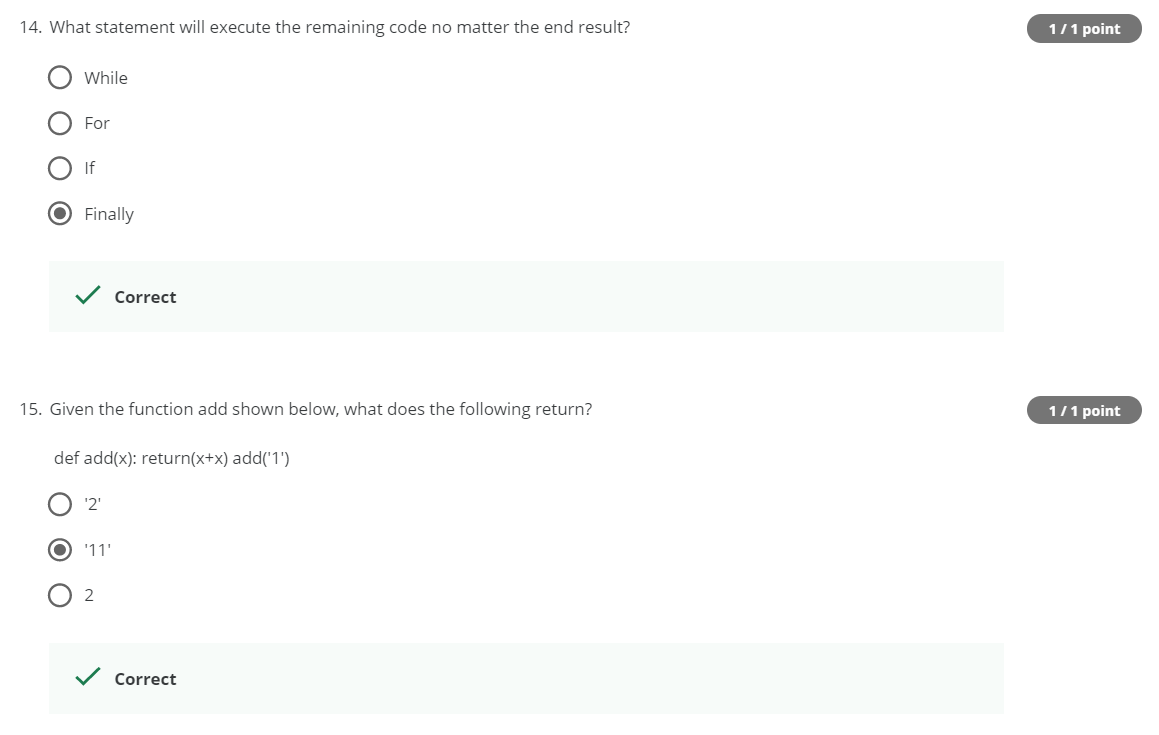 14. What statement will execute the remaining code no matter the end result?
1 / 1 point
While
For
If
Finally
Correct
15. Given the function add shown below, what does the following return?
1 / 1 point
def add(x): return(x+x) add('1')
'2'
'11'
2
Correct